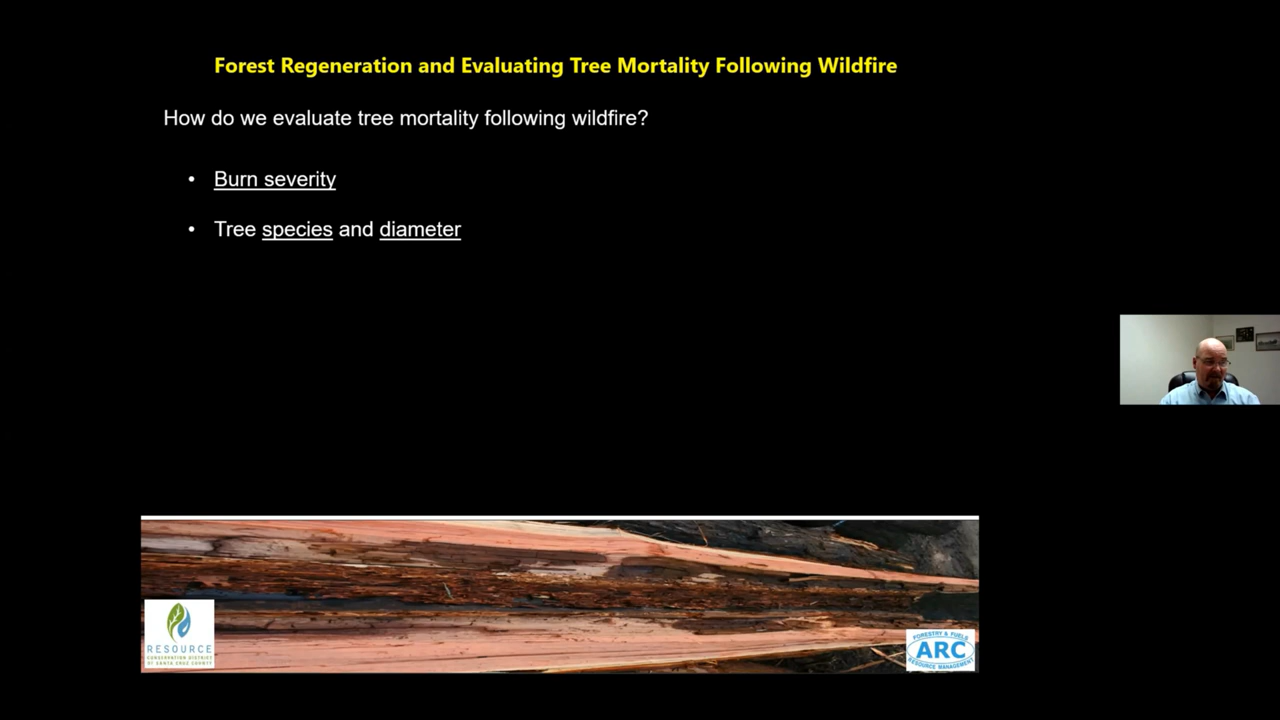 Forest Regeneration and Evaluating Tree Mortality Following Wildfire
How do we evaluate tree mortality following wildfire?
• Burn severity
• Tree species and diameter
RESOURCE
CONSERVATION DISTRICT
OF SANTA CRUZ COUNTY
FORESTRY & FUELS
ARC
RESOURCE MANAGEMENT